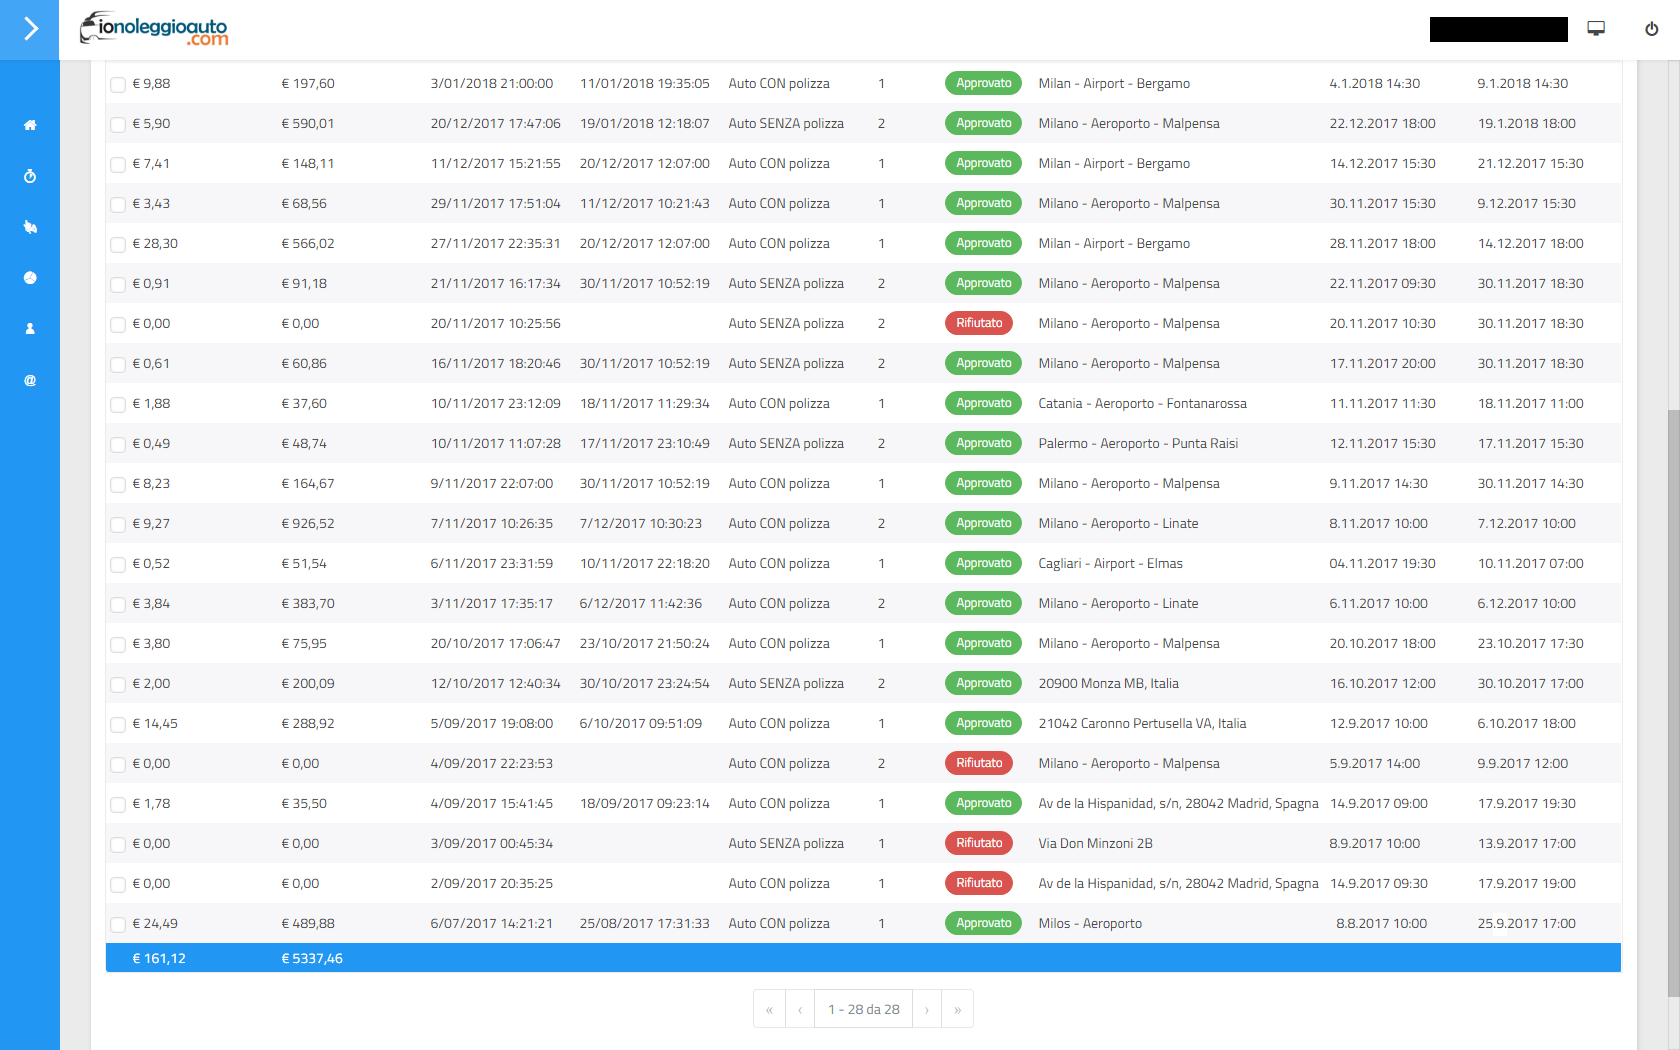 ionoleggioauto
.com
€ 9,88 € 197,60 3/01/2018 21:00:00 11/01/2018 19:35:05 Auto CON polizza 1 Approvato Milan - Airport - Bergamo 4.1.2018 14:30 9.1.2018 14:30
€ 5,90 € 590,01 20/12/2017 17:47:06 19/01/2018 12:18:07 Auto SENZA polizza 2 Approvato Milano - Aeroporto - Malpensa 22.12.2017 18:00 19.1.2018 18:00
€ 7,41 € 148,11 11/12/2017 15:21:55 20/12/2017 12:07:00 Auto CON polizza 1 Approvato Milan - Airport - Bergamo 14.12.2017 15:30 21.12.2017 15:30
€ 3,43 € 68,56 29/11/2017 17:51:04 11/12/2017 10:21:43 Auto CON polizza 1 Approvato Milano - Aeroporto - Malpensa 30.11.2017 15:30 9.12.2017 15:30
€ 28,30 € 566,02 27/11/2017 22:35:31 20/12/2017 12:07:00 Auto CON polizza 1 Approvato Milan - Airport - Bergamo 28.11.2017 18:00 14.12.2017 18:00
€ 0,91 € 91,18 21/11/2017 16:17:34 30/11/2017 10:52:19 Auto SENZA polizza 2 Approvato Milano - Aeroporto - Malpensa 22.11.2017 09:30 30.11.2017 18:30
€ 0,00 € 0,00 20/11/2017 10:25:56 Auto SENZA polizza 2 Rifiutato Milano - Aeroporto - Malpensa 20.11.2017 10:30 30.11.2017 18:30
€ 0,61 € 60,86 16/11/2017 18:20:46 30/11/2017 10:52:19 Auto SENZA polizza 2 Approvato Milano - Aeroporto - Malpensa 17.11.2017 20:00 30.11.2017 18:30
€ 1,88 € 37,60 10/11/2017 23:12:09 18/11/2017 11:29:34 Auto CON polizza 1 Approvato Catania - Aeroporto - Fontanarossa 11.11.2017 11:30 18.11.2017 11:00
€ 0,49 € 48,74 10/11/2017 11:07:28 17/11/2017 23:10:49 Auto SENZA polizza 2 Approvato Palermo - Aeroporto - Punta Raisi 12.11.2017 15:30 17.11.2017 15:30
€ 8,23 € 164,67 9/11/2017 22:07:00 30/11/2017 10:52:19 Auto CON polizza 1 Approvato Milano - Aeroporto - Malpensa 9.11.2017 14:30 30.11.2017 14:30
€ 9,27 € 926,52 7/11/2017 10:26:35 7/12/2017 10:30:23 Auto CON polizza 2 Approvato Milano - Aeroporto - Linate 8.11.2017 10:00 7.12.2017 10:00
€ 0,52 € 51,54 6/11/2017 23:31:59 10/11/2017 22:18:20 Auto CON polizza 1 Approvato Cagliari - Airport - Elmas 04.11.2017 19:30 10.11.2017 07:00
€ 3,84 € 383,70 3/11/2017 17:35:17 6/12/2017 11:42:36 Auto CON polizza 2 Approvato Milano - Aeroporto - Linate 6.11.2017 10:00 6.12.2017 10:00
€ 3,80 € 75,95 20/10/2017 17:06:47 23/10/2017 21:50:24 Auto CON polizza 1 Approvato Milano - Aeroporto - Malpensa 20.10.2017 18:00 23.10.2017 17:30
€ 2,00 € 200,09 12/10/2017 12:40:34 30/10/2017 23:24:54 Auto SENZA polizza 2 Approvato 20900 Monza MB, Italia 16.10.2017 12:00 30.10.2017 17:00
€ 14,45 € 288,92 5/09/2017 19:08:00 6/10/2017 09:51:09 Auto CON polizza 1 Approvato 21042 Caronno Pertusella VA, Italia 12.9.2017 10:00 6.10.2017 18:00
€ 0,00 € 0,00 4/09/2017 22:23:53 Auto CON polizza 2 Rifiutato Milano - Aeroporto - Malpensa 5.9.2017 14:00 9.9.2017 12:00
€ 1,78 € 35,50 4/09/2017 15:41:45 18/09/2017 09:23:14 Auto CON polizza 1 Approvato Av de la Hispanidad, s/n, 28042 Madrid, Spagna 14.9.2017 09:00 17.9.2017 19:30
€ 0,00 € 0,00 3/09/2017 00:45:34 Auto SENZA polizza 1 Rifiutato Via Don Minzoni 2B 8.9.2017 10:00 13.9.2017 17:00
€ 0,00 € 0,00 2/09/2017 20:35:25 Auto CON polizza 1 Rifiutato Av de la Hispanidad, s/n, 28042 Madrid, Spagna 14.9.2017 09:30 17.9.2017 19:00
€ 24,49 € 489,88 6/07/2017 14:21:21 25/08/2017 17:31:33 Auto CON polizza 1 Approvato Milos - Aeroporto 8.8.2017 10:00 25.9.2017 17:00
€ 161,12 € 5337,46
« ‹ 1 - 28 da 28 › »